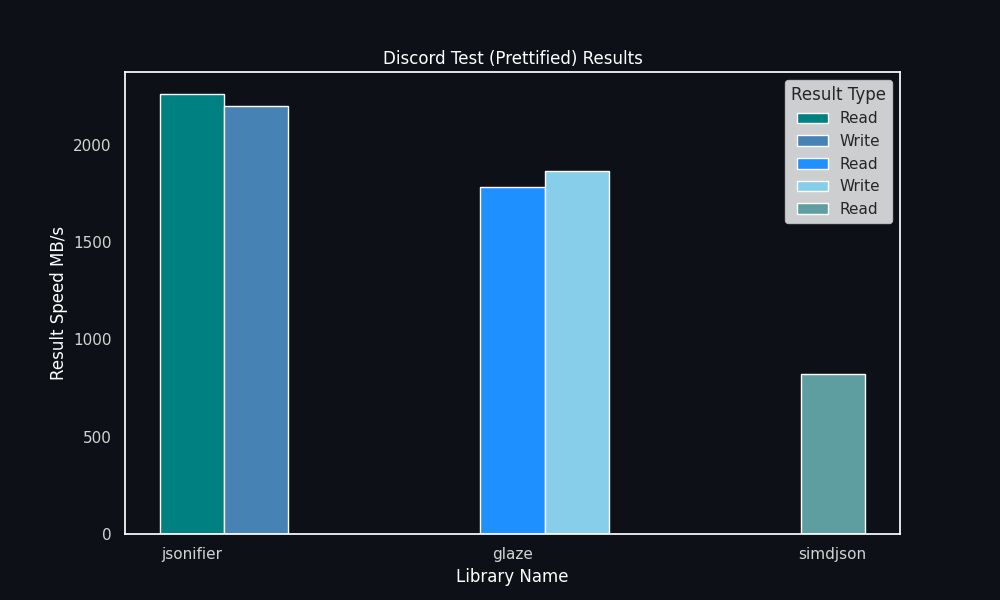 Discord Test (Prettified) Results
Result Type
Read
Write
Read
Write
Read
Result Speed MB/s
2000
1500
1000
500
0
jsonifier glaze simdjson
Library Name